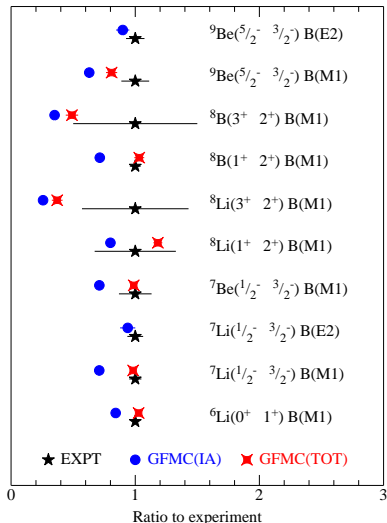 ⁹Be(⁵/₂⁻ ³/₂⁻) B(E2)
⁹Be(⁵/₂⁻ ³/₂⁻) B(M1)
⁸B(3⁺ 2⁺) B(M1)
⁸B(1⁺ 2⁺) B(M1)
⁸Li(3⁺ 2⁺) B(M1)
⁸Li(1⁺ 2⁺) B(M1)
⁷Be(¹/₂⁻ ³/₂⁻) B(M1)
⁷Li(¹/₂⁻ ³/₂⁻) B(E2)
⁷Li(¹/₂⁻ ³/₂⁻) B(M1)
⁶Li(0⁺ 1⁺) B(M1)
EXPT GFMC(IA) GFMC(TOT)
0 1 2 3
Ratio to experiment